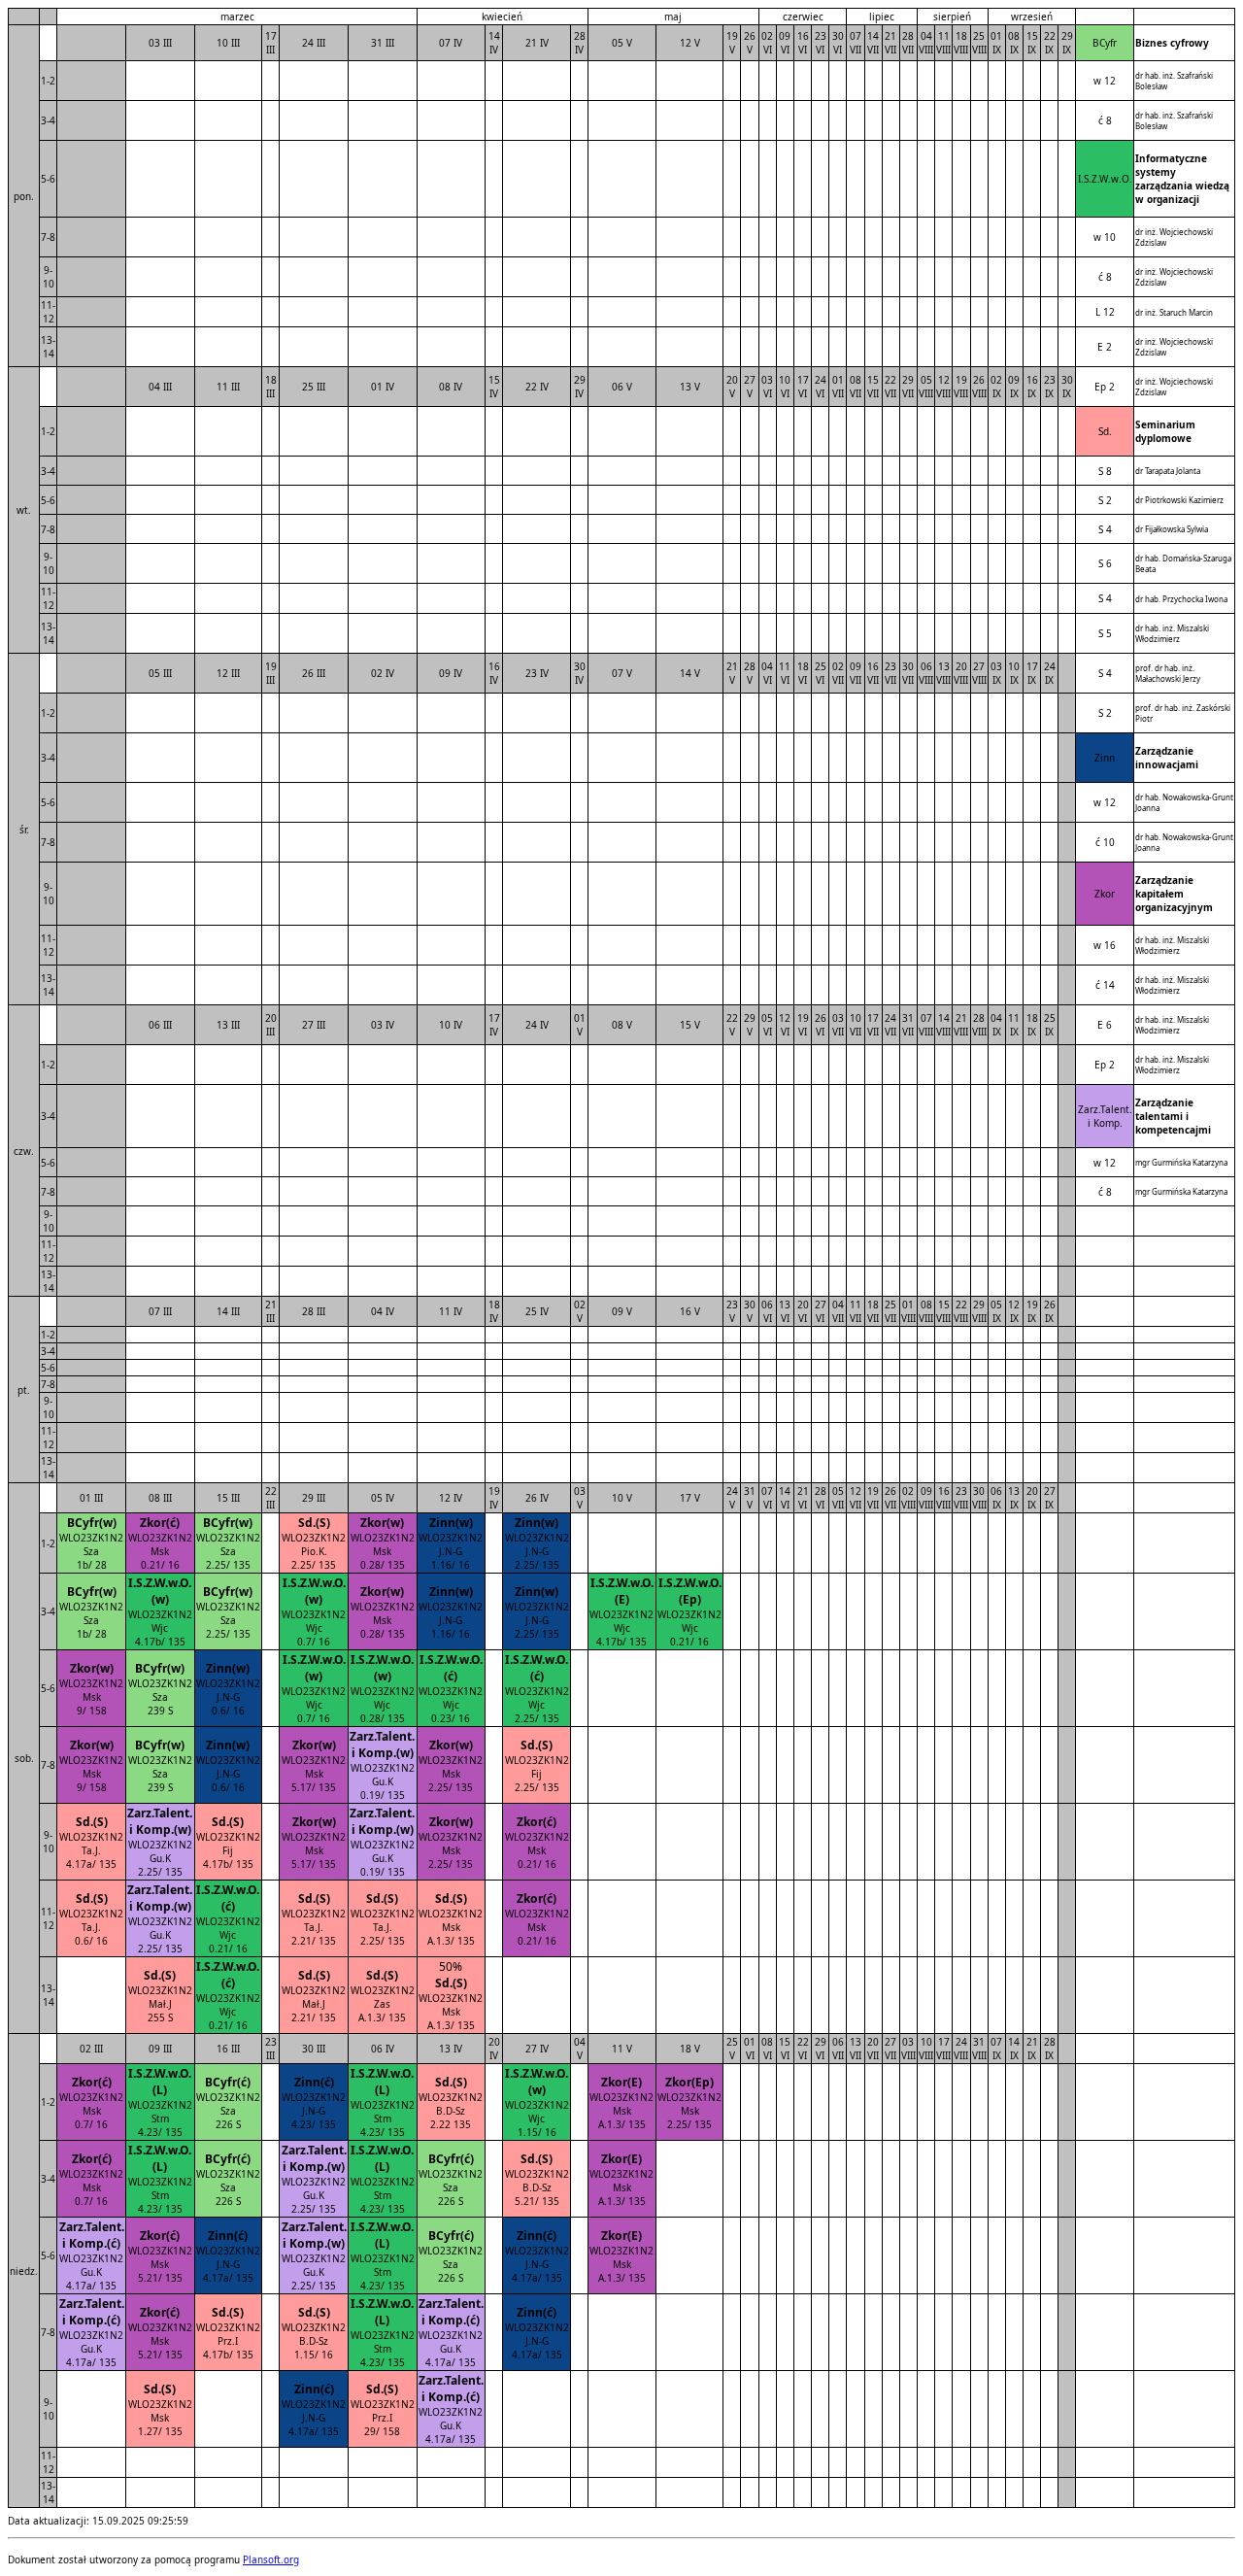 marzec kwiecień maj czerwiec lipiec sierpień wrzesień
pon. 03 III 10 III 17 III 24 III 31 III 07 IV 14 IV 21 IV 28 IV 05 V 12 V 19 V 26 V 02 VI 09 VI 16 VI 23 VI 30 VI 07 VII 14 VII 21 VII 28 VII 04 VIII 11 VIII 18 VIII 25 VIII 01 IX 08 IX 15 IX 22 IX 29 IX BCyfr Biznes cyfrowy
1-2 w 12 dr hab. inż. Szafrański Bolesław
3-4 ć 8 dr hab. inż. Szafrański Bolesław
5-6 I.S.Z.W.w.O. Informatyczne systemy zarządzania wiedzą w organizacji
7-8 w 10 dr inż. Wojciechowski Zdzislaw
9-10 ć 8 dr inż. Wojciechowski Zdzislaw
11-12 L 12 dr inż. Staruch Marcin
13-14 E 2 dr inż. Wojciechowski Zdzislaw
wt. 04 III 11 III 18 III 25 III 01 IV 08 IV 15 IV 22 IV 29 IV 06 V 13 V 20 V 27 V 03 VI 10 VI 17 VI 24 VI 01 VII 08 VII 15 VII 22 VII 29 VII 05 VIII 12 VIII 19 VIII 26 VIII 02 IX 09 IX 16 IX 23 IX 30 IX Ep 2 dr inż. Wojciechowski Zdzislaw
1-2 Sd. Seminarium dyplomowe
3-4 S 8 dr Tarapata Jolanta
5-6 S 2 dr Piotrkowski Kazimierz
7-8 S 4 dr Fijałkowska Sylwia
9-10 S 6 dr hab. Domańska-Szaruga Beata
11-12 S 4 dr hab. Przychocka Iwona
13-14 S 5 dr hab. inż. Miszalski Włodzimierz
śr. 05 III 12 III 19 III 26 III 02 IV 09 IV 16 IV 23 IV 30 IV 07 V 14 V 21 V 28 V 04 VI 11 VI 18 VI 25 VI 02 VII 09 VII 16 VII 23 VII 30 VII 06 VIII 13 VIII 20 VIII 27 VIII 03 IX 10 IX 17 IX 24 IX S 4 prof. dr hab. inż. Małachowski Jerzy
1-2 S 2 prof. dr hab. inż. Zaskórski Piotr
3-4 Zinn Zarządzanie innowacjami
5-6 w 12 dr hab. Nowakowska-Grunt Joanna
7-8 ć 10 dr hab. Nowakowska-Grunt Joanna
9-10 Zkor Zarządzanie kapitałem organizacyjnym
11-12 w 16 dr hab. inż. Miszalski Włodzimierz
13-14 ć 14 dr hab. inż. Miszalski Włodzimierz
czw. 06 III 13 III 20 III 27 III 03 IV 10 IV 17 IV 24 IV 01 V 08 V 15 V 22 V 29 V 05 VI 12 VI 19 VI 26 VI 03 VII 10 VII 17 VII 24 VII 31 VII 07 VIII 14 VIII 21 VIII 28 VIII 04 IX 11 IX 18 IX 25 IX E 6 dr hab. inż. Miszalski Włodzimierz
1-2 Ep 2 dr hab. inż. Miszalski Włodzimierz
3-4 Zarz.Talent. i Komp. Zarządzanie talentami i kompetencajmi
5-6 w 12 mgr Gurmińska Katarzyna
7-8 ć 8 mgr Gurmińska Katarzyna
9-10
11-12
13-14
pt. 07 III 14 III 21 III 28 III 04 IV 11 IV 18 IV 25 IV 02 V 09 V 16 V 23 V 30 V 06 VI 13 VI 20 VI 27 VI 04 VII 11 VII 18 VII 25 VII 01 VIII 08 VIII 15 VIII 22 VIII 29 VIII 05 IX 12 IX 19 IX 26 IX
1-2
3-4
5-6
7-8
9-10
11-12
13-14
sob. 01 III 08 III 15 III 22 III 29 III 05 IV 12 IV 19 IV 26 IV 03 V 10 V 17 V 24 V 31 V 07 VI 14 VI 21 VI 28 VI 05 VII 12 VII 19 VII 26 VII 02 VIII 09 VIII 16 VIII 23 VIII 30 VIII 06 IX 13 IX 20 IX 27 IX
1-2
BCyfr(w) WLO23ZK1N2 Sza 1b/ 28
Zkor(ć) WLO23ZK1N2 Msk 0.21/ 16
BCyfr(w) WLO23ZK1N2 Sza 2.25/ 135
Sd.(S) WLO23ZK1N2 Pio.K. 2.25/ 135
Zkor(w) WLO23ZK1N2 Msk 0.28/ 135
Zinn(w) WLO23ZK1N2 J.N-G 1.16/ 16
Zinn(w) WLO23ZK1N2 J.N-G 2.25/ 135
3-4
BCyfr(w) WLO23ZK1N2 Sza 1b/ 28
I.S.Z.W.w.O.(w) WLO23ZK1N2 Wjc 4.17b/ 135
BCyfr(w) WLO23ZK1N2 Sza 2.25/ 135
I.S.Z.W.w.O.(w) WLO23ZK1N2 Wjc 0.7/ 16
Zkor(w) WLO23ZK1N2 Msk 0.28/ 135
Zinn(w) WLO23ZK1N2 J.N-G 1.16/ 16
Zinn(w) WLO23ZK1N2 J.N-G 2.25/ 135
I.S.Z.W.w.O.(E) WLO23ZK1N2 Wjc 4.17b/ 135
I.S.Z.W.w.O.(Ep) WLO23ZK1N2 Wjc 0.21/ 16
5-6
Zkor(w) WLO23ZK1N2 Msk 9/ 158
BCyfr(w) WLO23ZK1N2 Sza 239 S
Zinn(w) WLO23ZK1N2 J.N-G 0.6/ 16
I.S.Z.W.w.O.(w) WLO23ZK1N2 Wjc 0.7/ 16
I.S.Z.W.w.O.(w) WLO23ZK1N2 Wjc 0.28/ 135
I.S.Z.W.w.O.(ć) WLO23ZK1N2 Wjc 0.23/ 16
I.S.Z.W.w.O.(ć) WLO23ZK1N2 Wjc 2.25/ 135
7-8
Zkor(w) WLO23ZK1N2 Msk 9/ 158
BCyfr(w) WLO23ZK1N2 Sza 239 S
Zinn(w) WLO23ZK1N2 J.N-G 0.6/ 16
Zkor(w) WLO23ZK1N2 Msk 5.17/ 135
Zarz.Talent. i Komp.(w) WLO23ZK1N2 Gu.K 0.19/ 135
Zkor(w) WLO23ZK1N2 Msk 2.25/ 135
Sd.(S) WLO23ZK1N2 Fij 2.25/ 135
9-10
Sd.(S) WLO23ZK1N2 Ta.J. 4.17a/ 135
Zarz.Talent. i Komp.(w) WLO23ZK1N2 Gu.K 2.25/ 135
Sd.(S) WLO23ZK1N2 Fij 4.17b/ 135
Zkor(w) WLO23ZK1N2 Msk 5.17/ 135
Zarz.Talent. i Komp.(w) WLO23ZK1N2 Gu.K 0.19/ 135
Zkor(w) WLO23ZK1N2 Msk 2.25/ 135
Zkor(ć) WLO23ZK1N2 Msk 0.21/ 16
11-12
Sd.(S) WLO23ZK1N2 Ta.J. 0.6/ 16
Zarz.Talent. i Komp.(w) WLO23ZK1N2 Gu.K 2.25/ 135
I.S.Z.W.w.O.(ć) WLO23ZK1N2 Wjc 0.21/ 16
Sd.(S) WLO23ZK1N2 Ta.J. 2.21/ 135
Sd.(S) WLO23ZK1N2 Ta.J. 2.25/ 135
Sd.(S) WLO23ZK1N2 Msk A.1.3/ 135
Zkor(ć) WLO23ZK1N2 Msk 0.21/ 16
13-14
Sd.(S) WLO23ZK1N2 Mał.J 255 S
I.S.Z.W.w.O.(ć) WLO23ZK1N2 Wjc 0.21/ 16
Sd.(S) WLO23ZK1N2 Mał.J 2.21/ 135
Sd.(S) WLO23ZK1N2 Zas A.1.3/ 135
50% Sd.(S) WLO23ZK1N2 Msk A.1.3/ 135
niedz. 02 III 09 III 16 III 23 III 30 III 06 IV 13 IV 20 IV 27 IV 04 V 11 V 18 V 25 V 01 VI 08 VI 15 VI 22 VI 29 VI 06 VII 13 VII 20 VII 27 VII 03 VIII 10 VIII 17 VIII 24 VIII 31 VIII 07 IX 14 IX 21 IX 28 IX
1-2
Zkor(ć) WLO23ZK1N2 Msk 0.7/ 16
I.S.Z.W.w.O.(L) WLO23ZK1N2 Stm 4.23/ 135
BCyfr(ć) WLO23ZK1N2 Sza 226 S
Zinn(ć) WLO23ZK1N2 J.N-G 4.23/ 135
I.S.Z.W.w.O.(L) WLO23ZK1N2 Stm 4.23/ 135
Sd.(S) WLO23ZK1N2 B.D-Sz 2.22 135
I.S.Z.W.w.O.(w) WLO23ZK1N2 Wjc 1.15/ 16
Zkor(E) WLO23ZK1N2 Msk A.1.3/ 135
Zkor(Ep) WLO23ZK1N2 Msk 2.25/ 135
3-4
Zkor(ć) WLO23ZK1N2 Msk 0.7/ 16
I.S.Z.W.w.O.(L) WLO23ZK1N2 Stm 4.23/ 135
BCyfr(ć) WLO23ZK1N2 Sza 226 S
Zarz.Talent. i Komp.(w) WLO23ZK1N2 Gu.K 2.25/ 135
I.S.Z.W.w.O.(L) WLO23ZK1N2 Stm 4.23/ 135
BCyfr(ć) WLO23ZK1N2 Sza 226 S
Sd.(S) WLO23ZK1N2 B.D-Sz 5.21/ 135
Zkor(E) WLO23ZK1N2 Msk A.1.3/ 135
5-6
Zarz.Talent. i Komp.(ć) WLO23ZK1N2 Gu.K 4.17a/ 135
Zkor(ć) WLO23ZK1N2 Msk 5.21/ 135
Zinn(ć) WLO23ZK1N2 J.N-G 4.17a/ 135
Zarz.Talent. i Komp.(w) WLO23ZK1N2 Gu.K 2.25/ 135
I.S.Z.W.w.O.(L) WLO23ZK1N2 Stm 4.23/ 135
BCyfr(ć) WLO23ZK1N2 Sza 226 S
Zinn(ć) WLO23ZK1N2 J.N-G 4.17a/ 135
Zkor(E) WLO23ZK1N2 Msk A.1.3/ 135
7-8
Zarz.Talent. i Komp.(ć) WLO23ZK1N2 Gu.K 4.17a/ 135
Zkor(ć) WLO23ZK1N2 Msk 5.21/ 135
Sd.(S) WLO23ZK1N2 Prz.I 4.17b/ 135
Sd.(S) WLO23ZK1N2 B.D-Sz 1.15/ 16
I.S.Z.W.w.O.(L) WLO23ZK1N2 Stm 4.23/ 135
Zarz.Talent. i Komp.(ć) WLO23ZK1N2 Gu.K 4.17a/ 135
Zinn(ć) WLO23ZK1N2 J.N-G 4.17a/ 135
9-10
Sd.(S) WLO23ZK1N2 Msk 1.27/ 135
Zinn(ć) WLO23ZK1N2 J.N-G 4.17a/ 135
Sd.(S) WLO23ZK1N2 Prz.I 29/ 158
Zarz.Talent. i Komp.(ć) WLO23ZK1N2 Gu.K 4.17a/ 135
11-12
13-14
Data aktualizacji: 15.09.2025 09:25:59
Dokument został utworzony za pomocą programu Plansoft.org